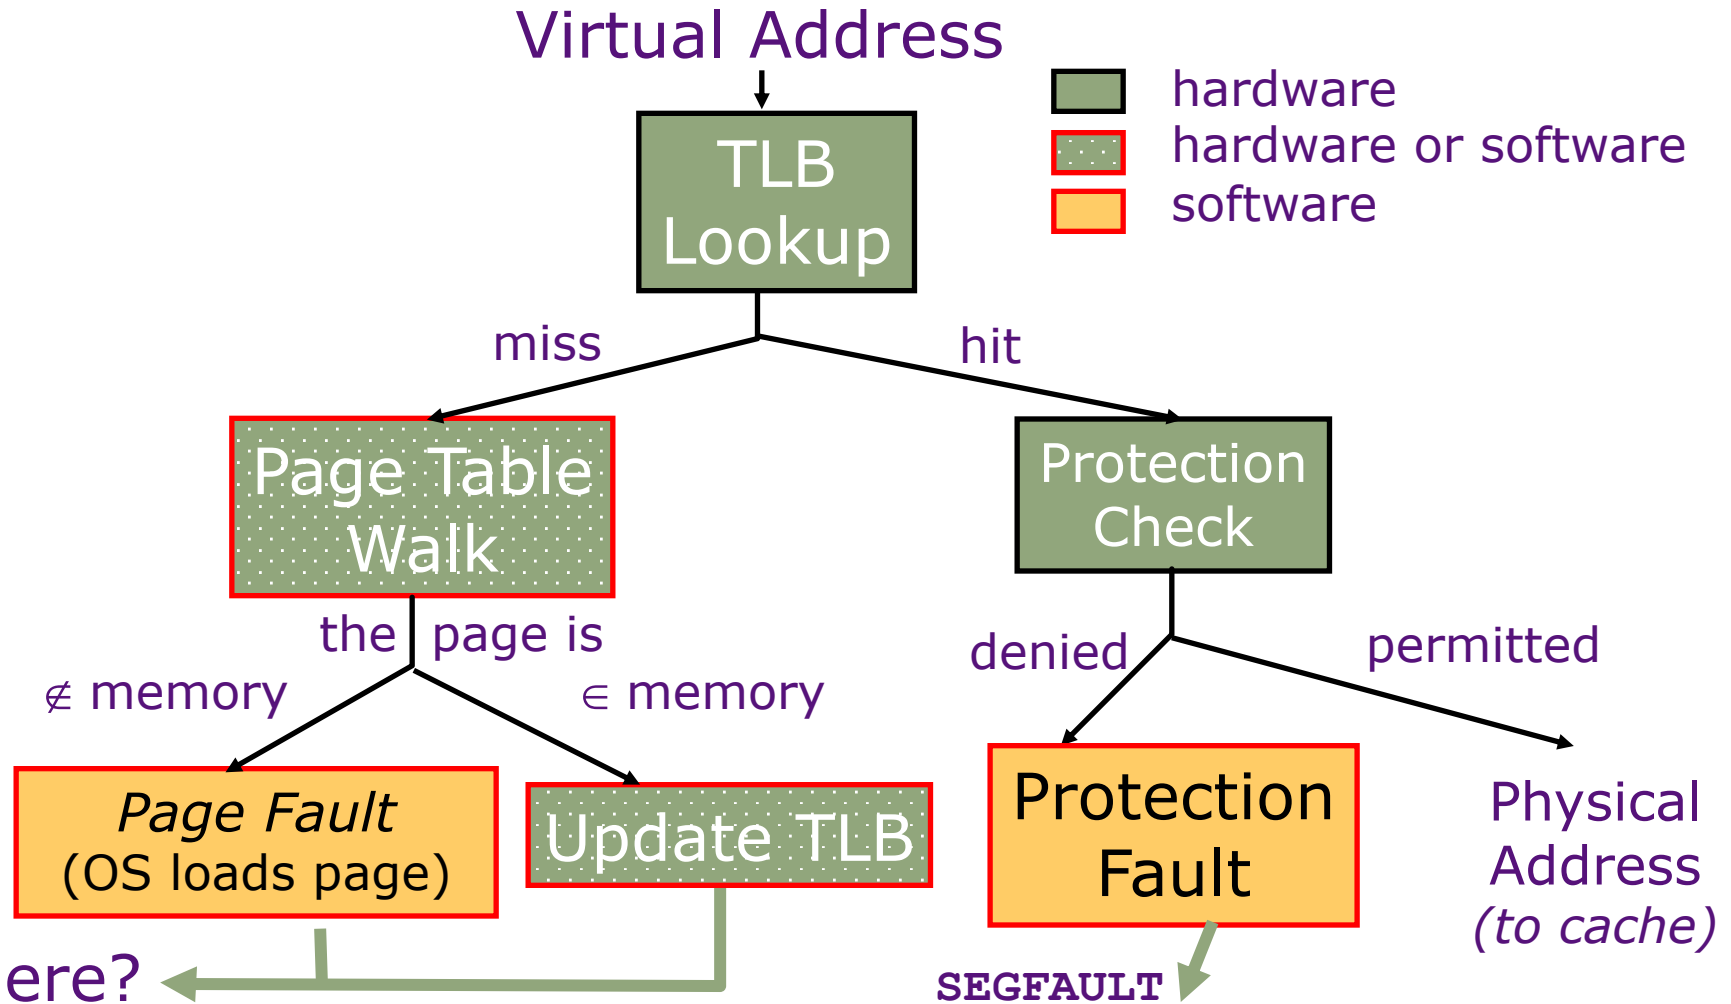 Virtual Address
hardware
hardware or software
software
TLB
Lookup
miss
hit
Page Table
Walk
Protection
Check
the page is
∉ memory
∈ memory
denied
permitted
Page Fault
(OS loads page)
Update TLB
Protection
Fault
Physical
Address
(to cache)
ere?
SEGFAULT